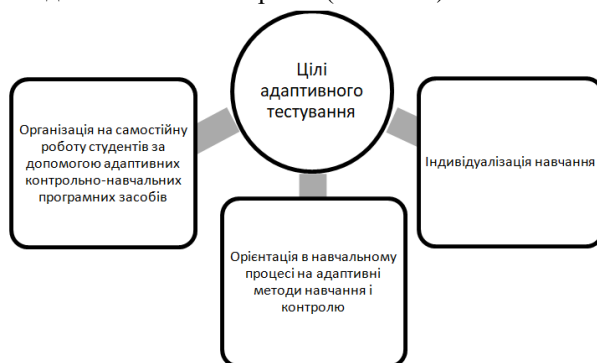 Цілі
адаптивного
тестування
Організація на самостійну
роботу студентів за
допомогою адаптивних
контрольно-навчальних
програмних засобів
Індивідуалізація навчання
Орієнтація в навчальному
процесі на адаптивні
методи навчання і
контролю